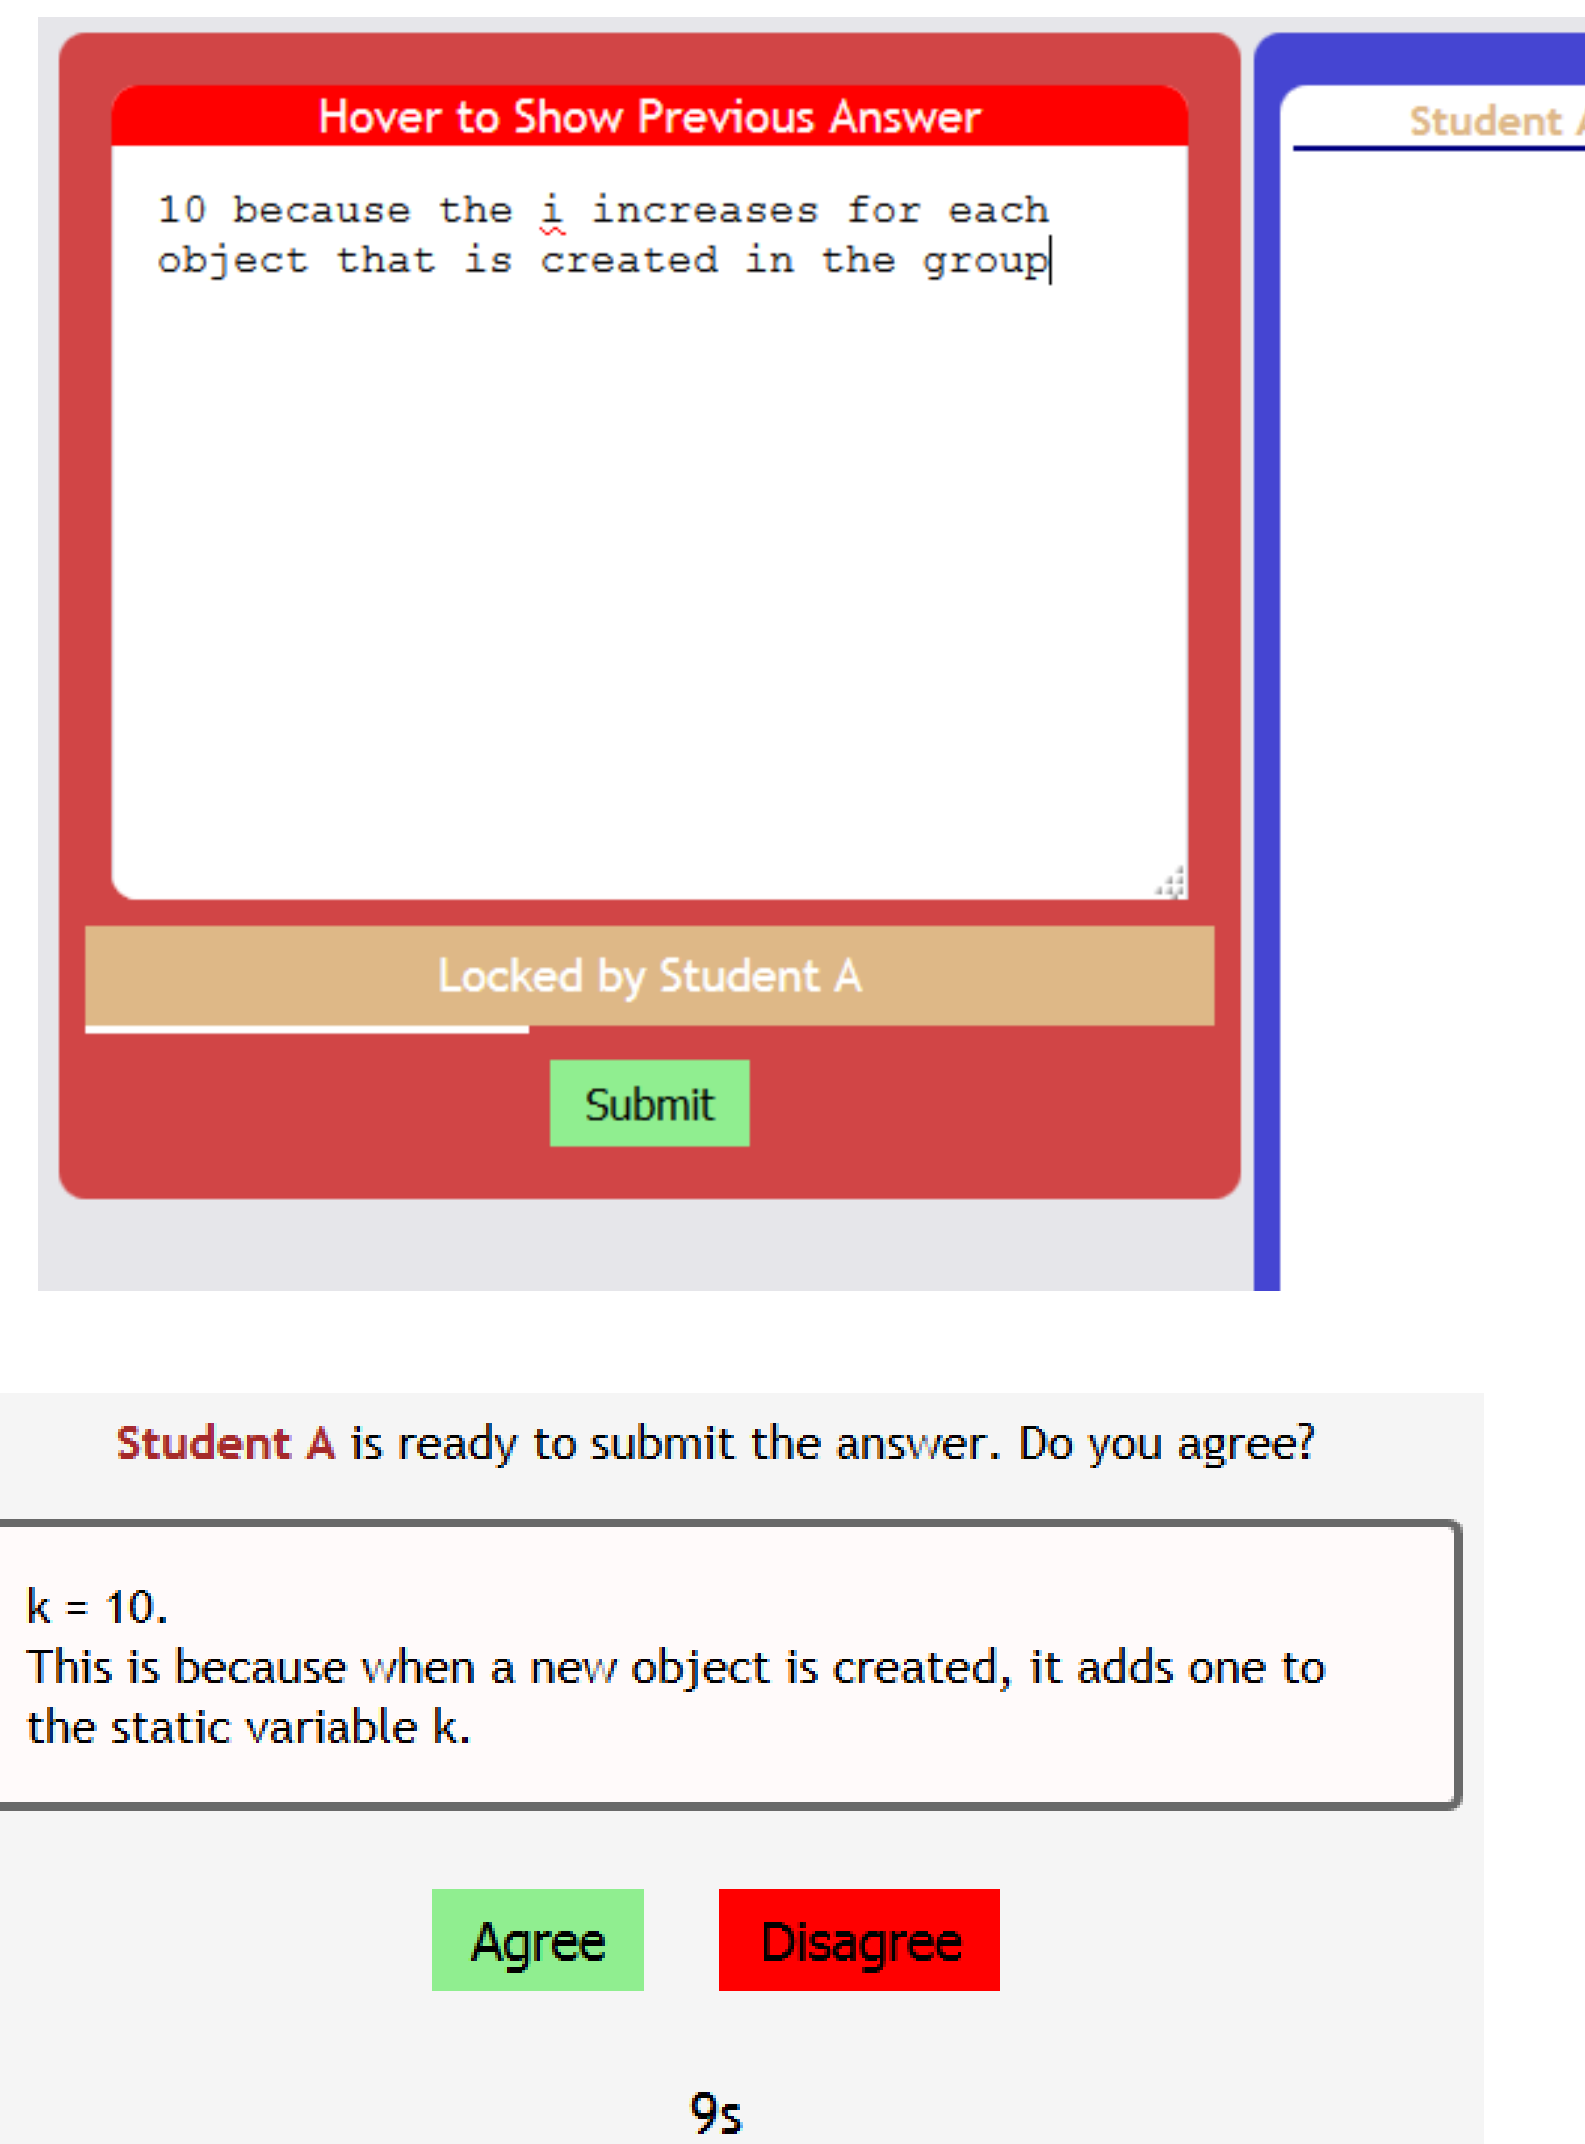 Hover to Show Previous Answer
Student
10 because the i increases for each
object that is created in the group
Locked by Student A
Submit
Student A is ready to submit the answer. Do you agree?
k = 10.
This is because when a new object is created, it adds one to
the static variable k.
Agree
Disagree
9s